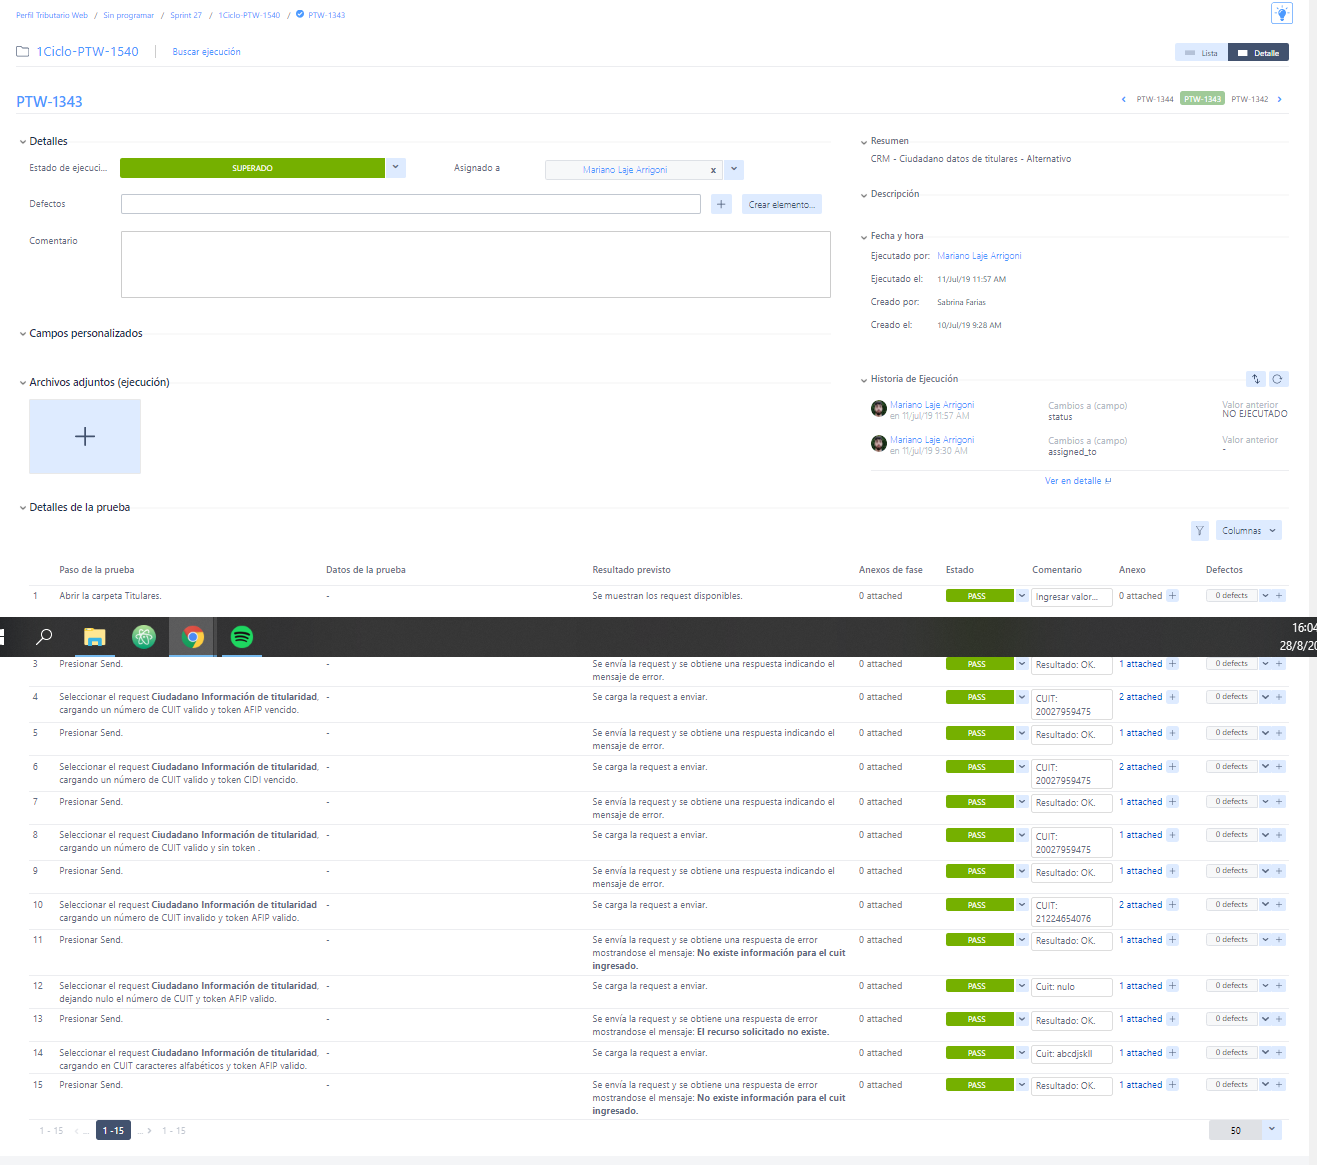 Perfil Tributario Web / Sin programar / Sprint 27 / 1Ciclo-PTW-1540 / PTW-1343
1Ciclo-PTW-1540 Buscar ejecución Lista Detalle
PTW-1343 PTW-1344 PTW-1343 PTW-1342
Detalles
Estado de ejecuci... SUPERADO Asignado a Mariano Laje Arrigoni x
Defectos + Crear elemento...
Comentario
Campos personalizados
Archivos adjuntos (ejecución)
+
Resumen
CRM - Ciudadano datos de titulares - Alternativo
Descripción
Fecha y hora
Ejecutado por: Mariano Laje Arrigoni
Ejecutado el: 11/Jul/19 11:57 AM
Creado por: Sabrina Farias
Creado el: 10/Jul/19 9:28 AM
Historia de Ejecución
Mariano Laje Arrigoni Cambios a (campo) Valor anterior
en 11/jul/19 11:57 AM status NO EJECUTADO
Mariano Laje Arrigoni Cambios a (campo) Valor anterior
en 11/jul/19 9:30 AM assigned_to -
Ver en detalle
Detalles de la prueba
Columnas
Paso de la prueba Datos de la prueba Resultado previsto Anexos de fase Estado Comentario Anexo Defectos
1 Abrir la carpeta Titulares. - Se muestran los request disponibles. 0 attached PASS Ingresar valor... 0 attached + 0 defects +
16:04
28/8/20
3 Presionar Send. - Se envía la request y se obtiene una respuesta indicando el 0 attached PASS Resultado: OK. 1 attached + 0 defects +
mensaje de error.
4 Seleccionar el request Ciudadano Información de titularidad, - Se carga la request a enviar. 0 attached PASS CUIT: 2 attached + 0 defects +
cargando un número de CUIT valido y token AFIP vencido. 20027959475
5 Presionar Send. - Se envía la request y se obtiene una respuesta indicando el 0 attached PASS Resultado: OK. 1 attached + 0 defects +
mensaje de error.
6 Seleccionar el request Ciudadano Información de titularidad, - Se carga la request a enviar. 0 attached PASS CUIT: 2 attached + 0 defects +
cargando un número de CUIT valido y token CIDI vencido. 20027959475
7 Presionar Send. - Se envía la request y se obtiene una respuesta indicando el 0 attached PASS Resultado: OK. 1 attached + 0 defects +
mensaje de error.
8 Seleccionar el request Ciudadano Información de titularidad, - Se carga la request a enviar. 0 attached PASS CUIT: 1 attached + 0 defects +
cargando un número de CUIT valido y sin token . 20027959475
9 Presionar Send. - Se envía la request y se obtiene una respuesta indicando el 0 attached PASS Resultado: OK. 1 attached + 0 defects +
mensaje de error.
10 Seleccionar el request Ciudadano Información de titularidad - Se carga la request a enviar. 0 attached PASS CUIT: 2 attached + 0 defects +
cargando un número de CUIT invalido y token AFIP valido. 21224654076
11 Presionar Send. - Se envía la request y se obtiene una respuesta de error 0 attached PASS Resultado: OK. 1 attached + 0 defects +
mostrandose el mensaje: No existe información para el cuit
ingresado.
12 Seleccionar el request Ciudadano Información de titularidad, - Se carga la request a enviar. 0 attached PASS Cuit: nulo 1 attached + 0 defects +
dejando nulo el número de CUIT y token AFIP valido.
13 Presionar Send. - Se envía la request y se obtiene una respuesta de error 0 attached PASS Resultado: OK. 1 attached + 0 defects +
mostrandose el mensaje: El recurso solicitado no existe.
14 Seleccionar el request Ciudadano Información de titularidad, - Se carga la request a enviar. 0 attached PASS Cuit: abcdjskll 1 attached + 0 defects +
cargando en CUIT caracteres alfabéticos y token AFIP valido.
15 Presionar Send. - Se envía la request y se obtiene una respuesta de error 0 attached PASS Resultado: OK. 1 attached + 0 defects +
mostrandose el mensaje: No existe información para el cuit
ingresado.
1 - 15 < ... 1 -15 ... > 1 - 15 50